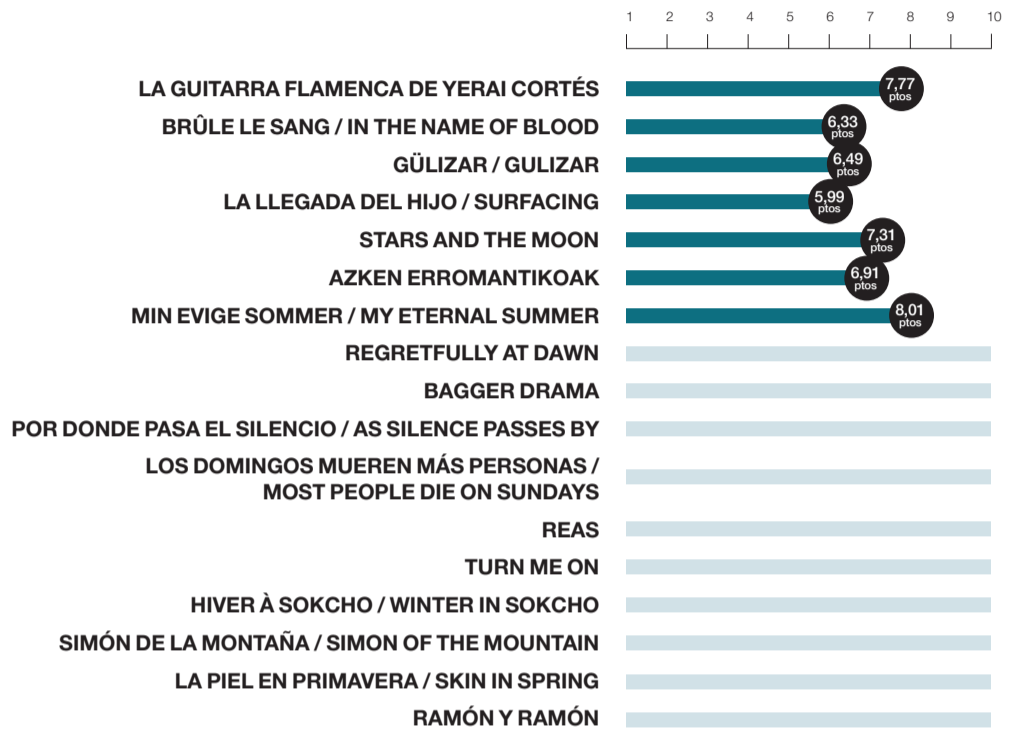 1 2 3 4 5 6 7 8 9 10
LA GUITARRA FLAMENCA DE YERAI CORTÉS
7,77
ptos
BRÛLE LE SANG / IN THE NAME OF BLOOD
6,33
ptos
GÜLIZAR / GULIZAR
6,49
ptos
LA LLEGADA DEL HIJO / SURFACING
5,99
ptos
STARS AND THE MOON
7,31
ptos
AZKEN ERROMANTIKOAK
6,91
ptos
MIN EVIGE SOMMER / MY ETERNAL SUMMER
8,01
ptos
REGRETFULLY AT DAWN
BAGGER DRAMA
POR DONDE PASA EL SILENCIO / AS SILENCE PASSES BY
LOS DOMINGOS MUEREN MÁS PERSONAS /
MOST PEOPLE DIE ON SUNDAYS
REAS
TURN ME ON
HIVER À SOKCHO / WINTER IN SOKCHO
SIMÓN DE LA MONTAÑA / SIMON OF THE MOUNTAIN
LA PIEL EN PRIMAVERA / SKIN IN SPRING
RAMÓN Y RAMÓN